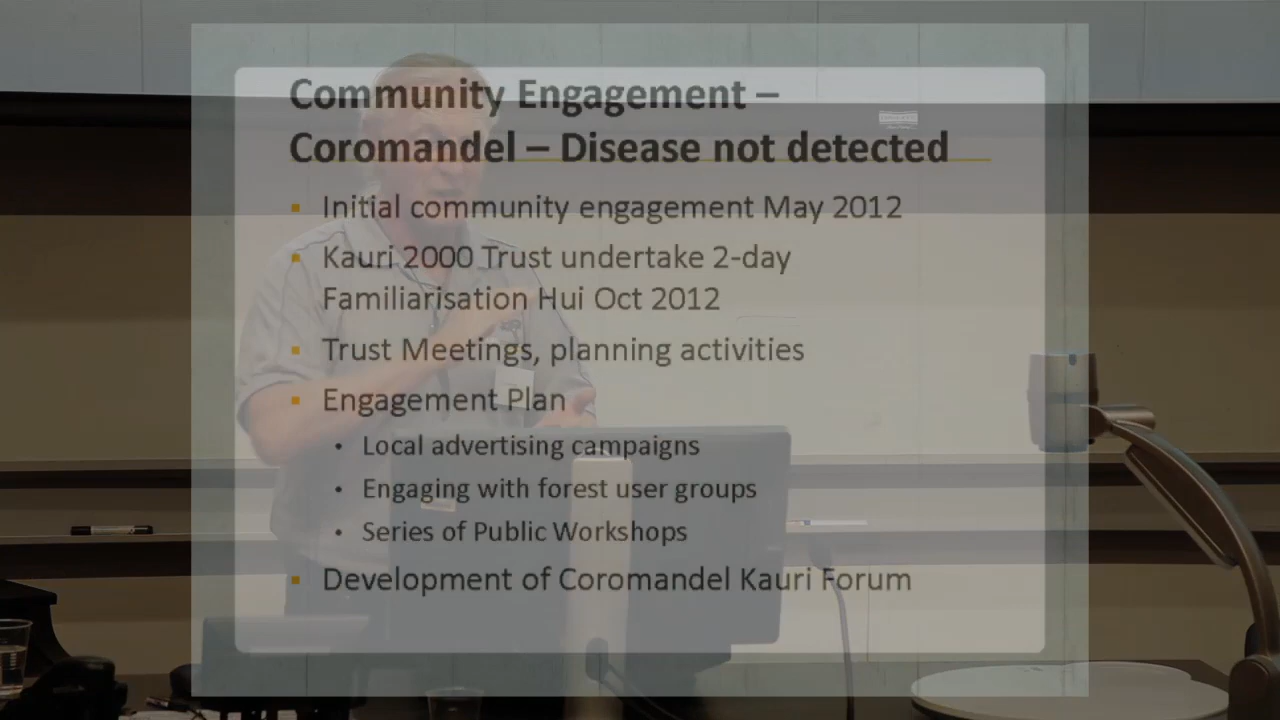 Community Engagement –
Coromandel – Disease not detected
Initial community engagement May 2012
Kauri 2000 Trust undertake 2-day
Familiarisation Hui Oct 2012
Trust Meetings, planning activities
Engagement Plan
Local advertising campaigns
Engaging with forest user groups
Series of Public Workshops
Development of Coromandel Kauri Forum